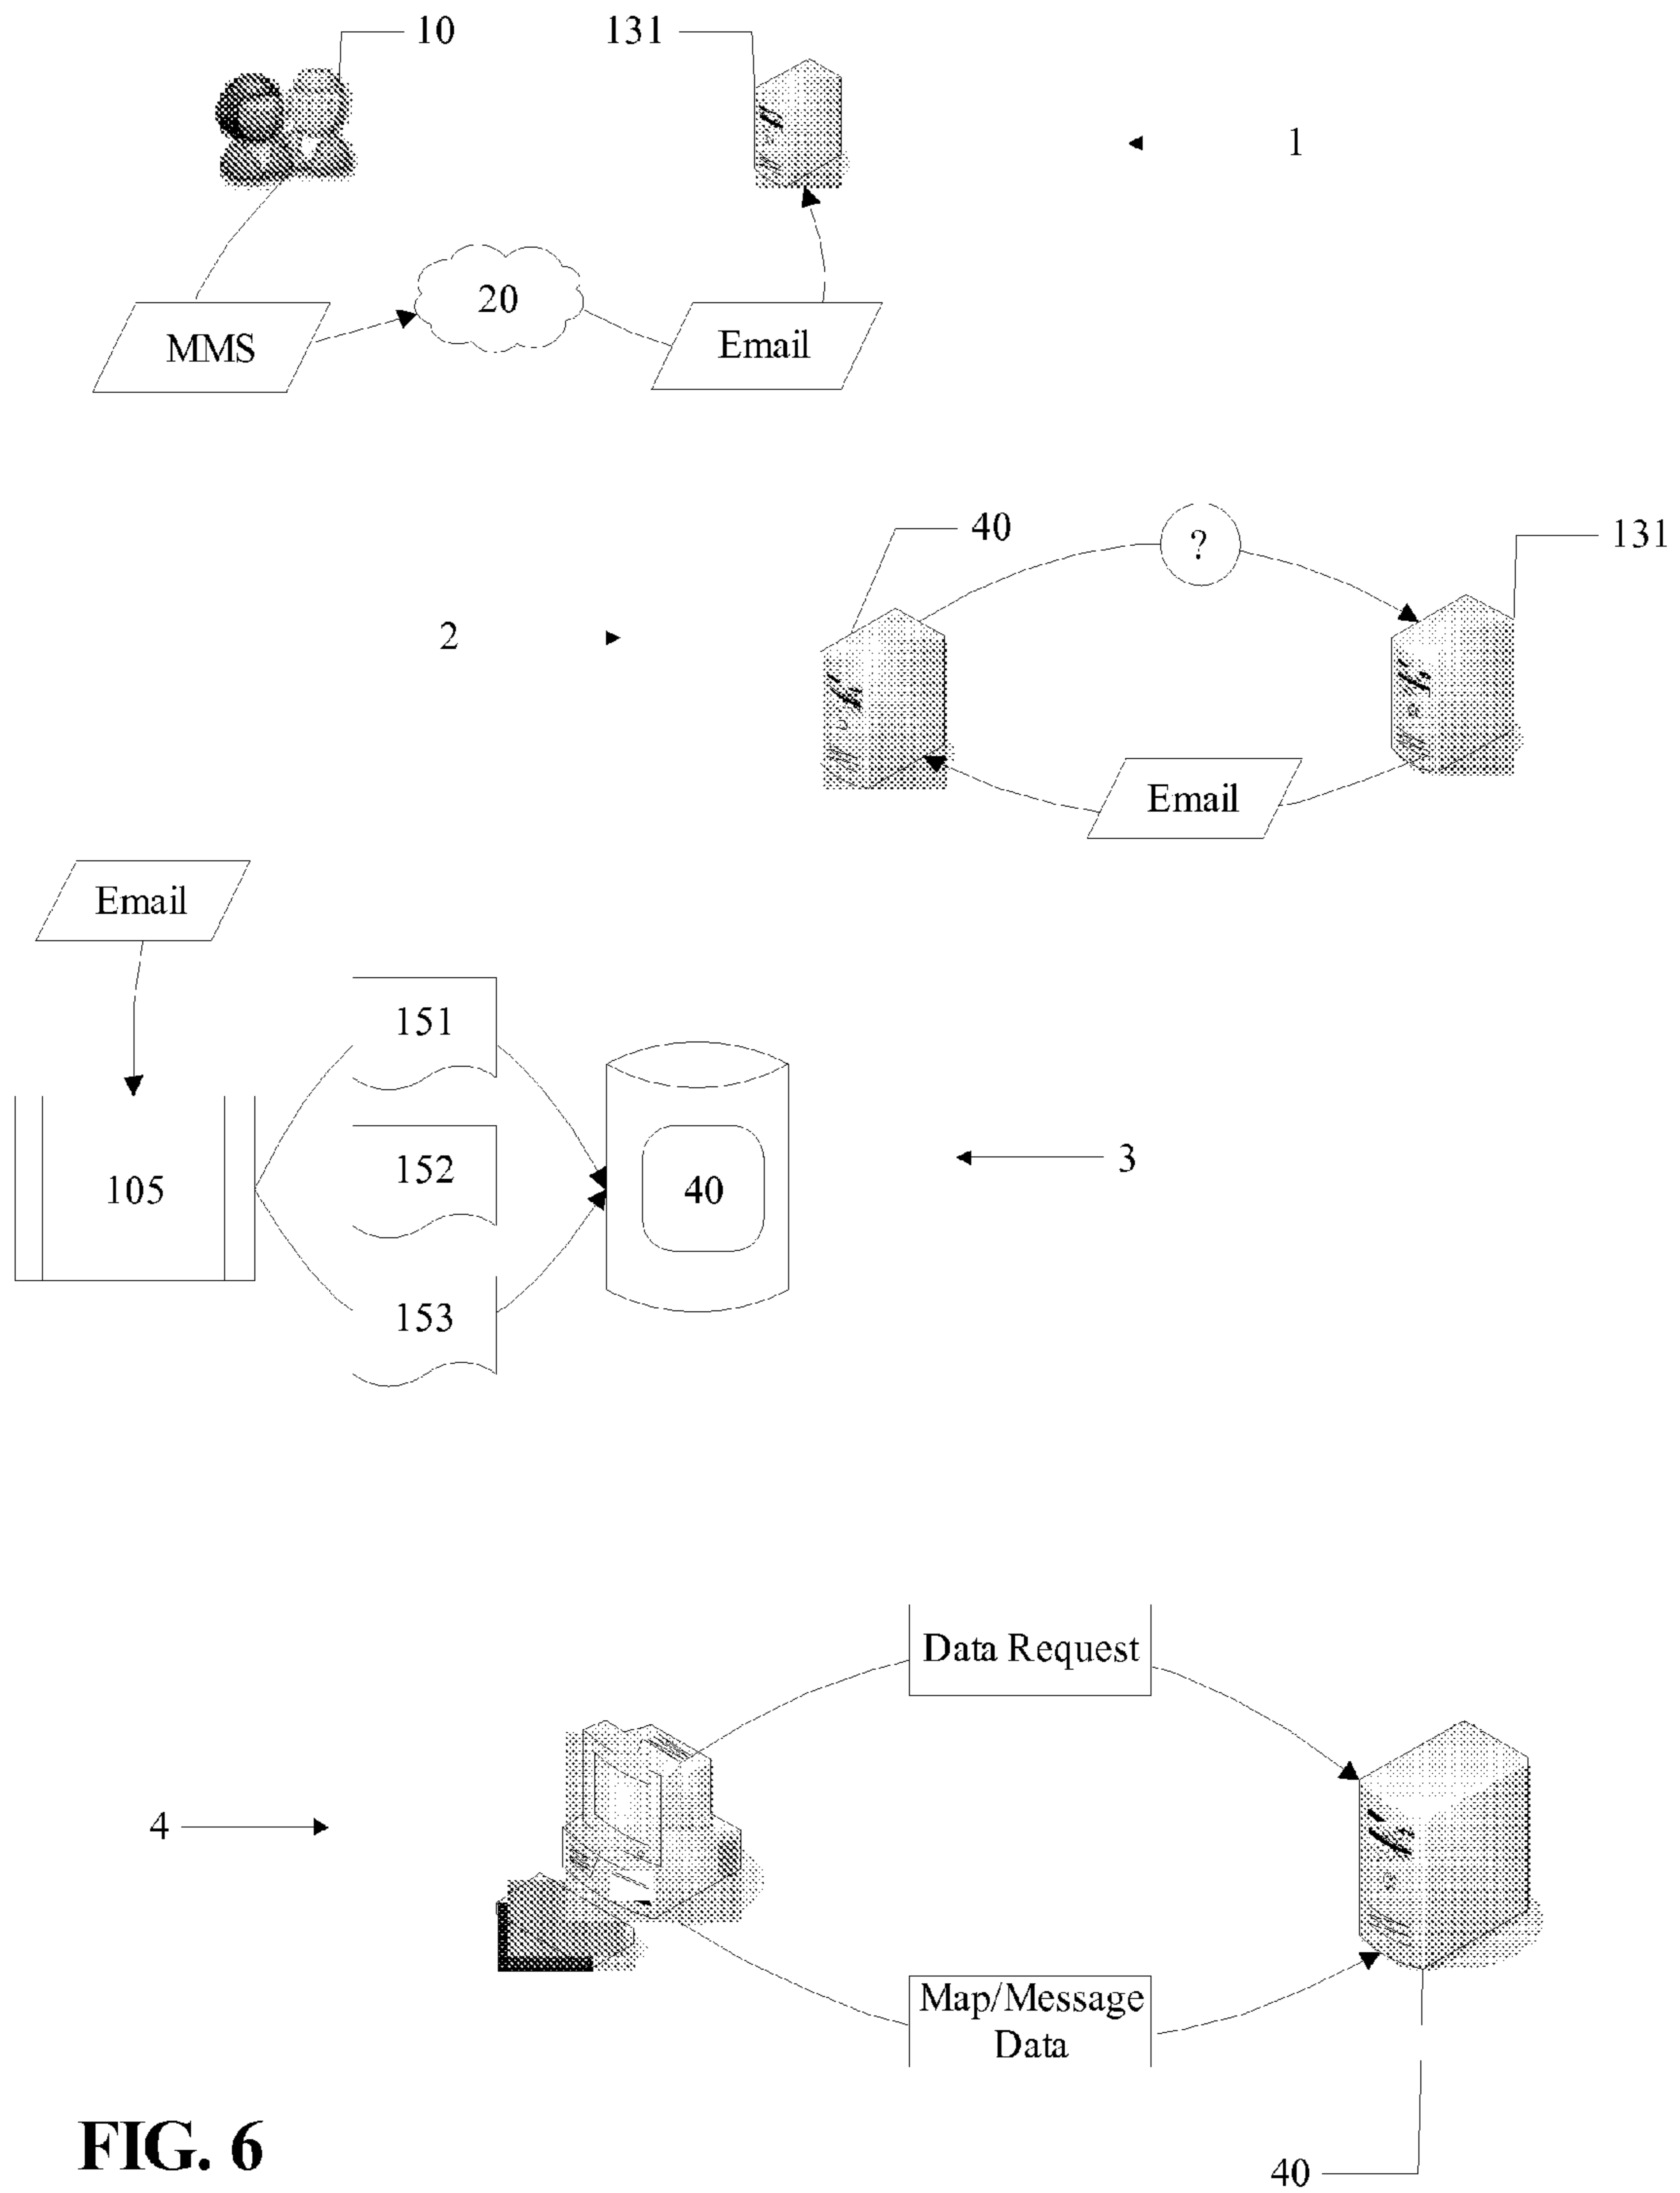 10
131
1
20
MMS
Email
40
?
131
2
Email
Email
151
152
40
3
105
153
Data Request
4
Map/Message
Data
FIG. 6
40